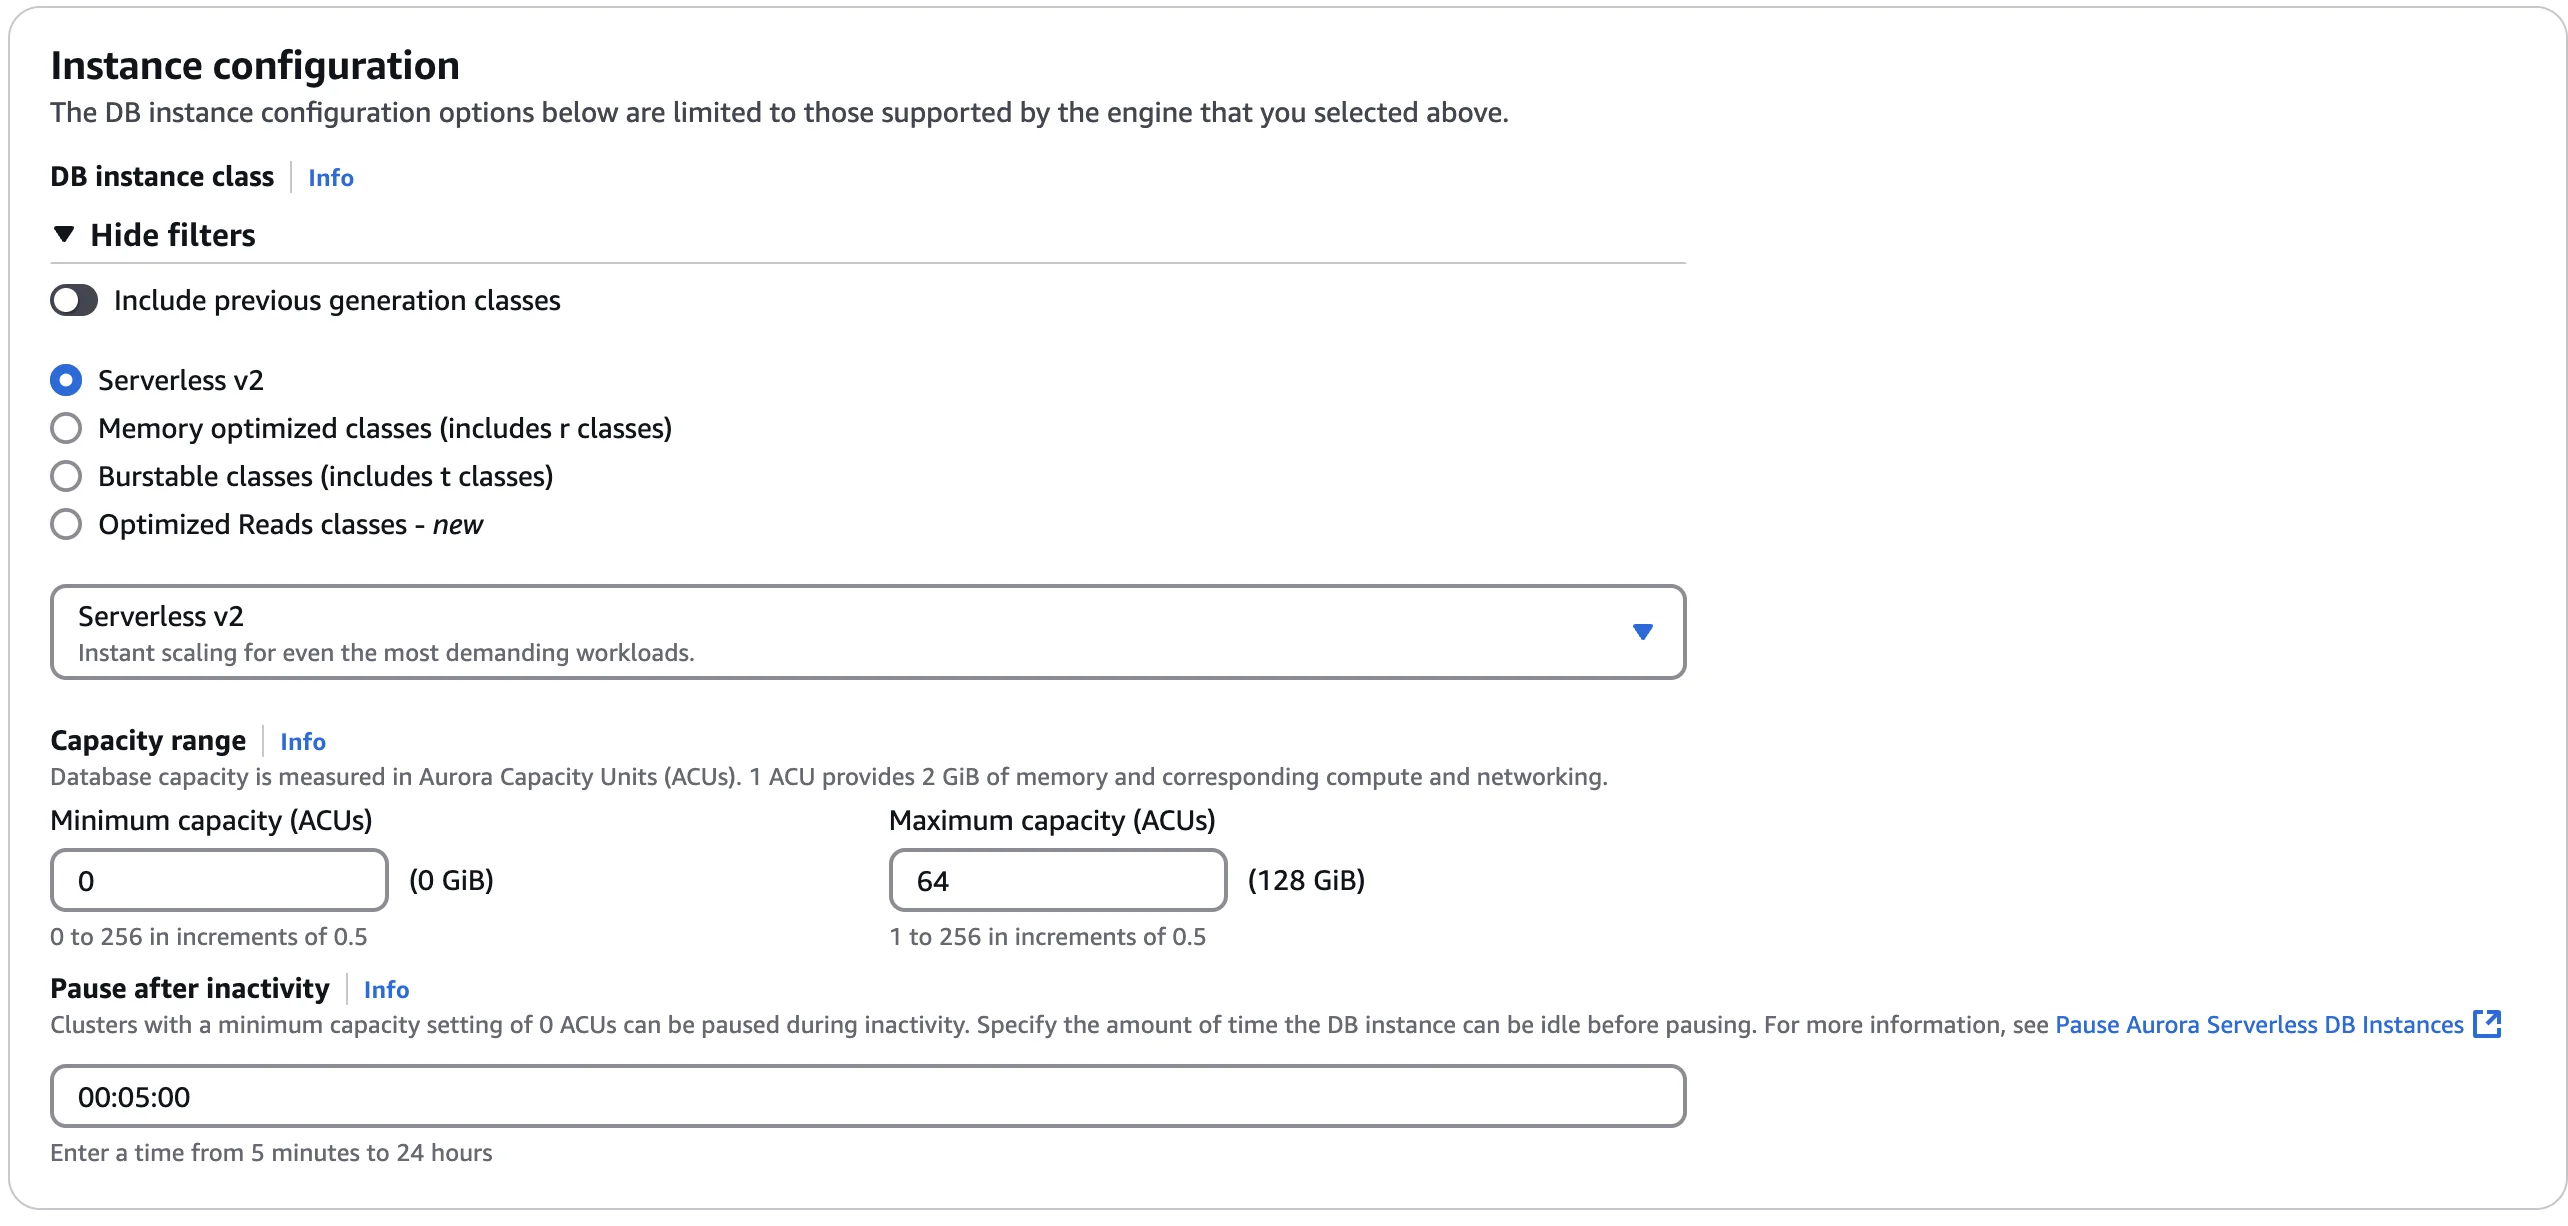 Instance configuration
The DB instance configuration options below are limited to those supported by the engine that you selected above.
DB instance class Info
Hide filters
Include previous generation classes
Serverless v2
Memory optimized classes (includes r classes)
Burstable classes (includes t classes)
Optimized Reads classes - new
Serverless v2
Instant scaling for even the most demanding workloads.
Capacity range Info
Database capacity is measured in Aurora Capacity Units (ACUs). 1 ACU provides 2 GiB of memory and corresponding compute and networking.
Minimum capacity (ACUs) Maximum capacity (ACUs)
0 (0 GiB) 64 (128 GiB)
0 to 256 in increments of 0.5 1 to 256 in increments of 0.5
Pause after inactivity Info
Clusters with a minimum capacity setting of 0 ACUs can be paused during inactivity. Specify the amount of time the DB instance can be idle before pausing. For more information, see Pause Aurora Serverless DB Instances
00:05:00
Enter a time from 5 minutes to 24 hours